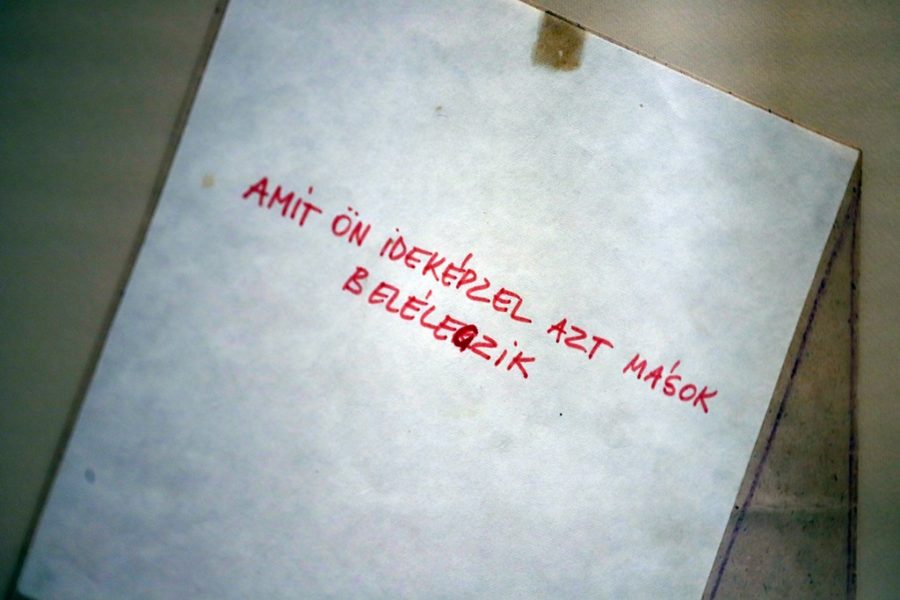 AMIT ÖN IDEKÉPZEL AZT MÁSOK
BELÉLEGZIK